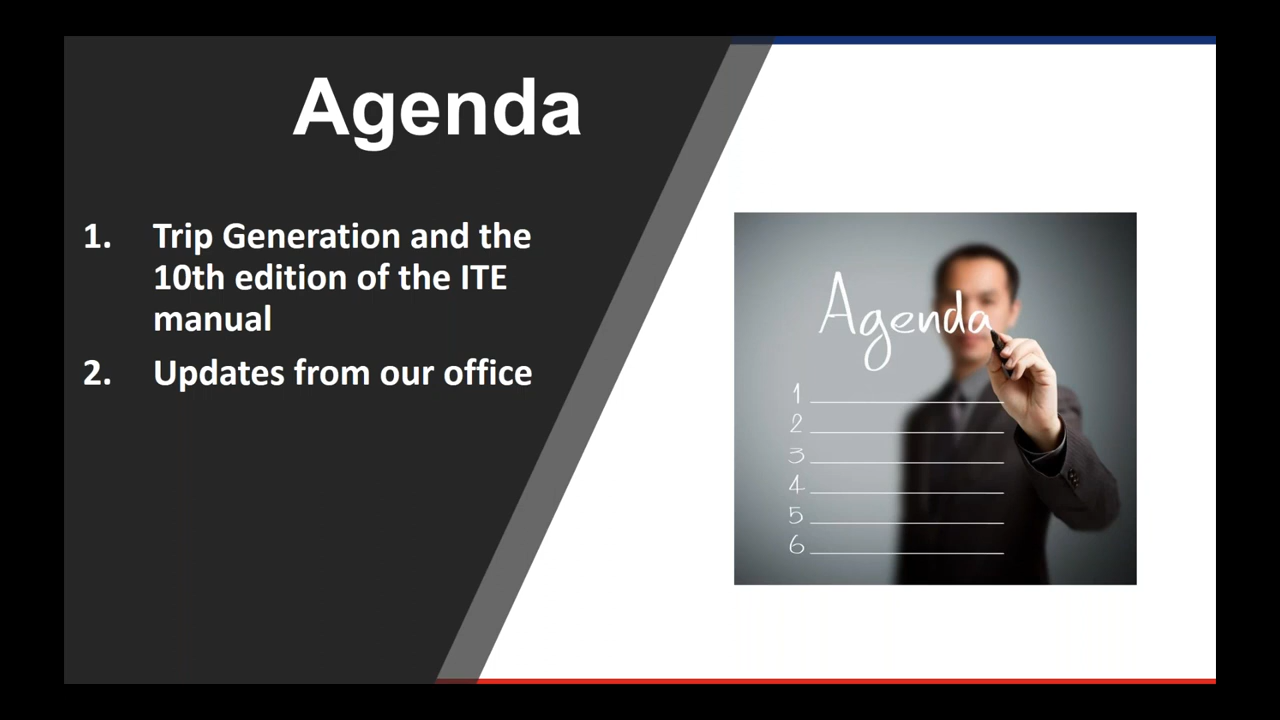 Agenda
1. Trip Generation and the
10th edition of the ITE
manual
2. Updates from our office
Agenda
1
2
3
4
5
6